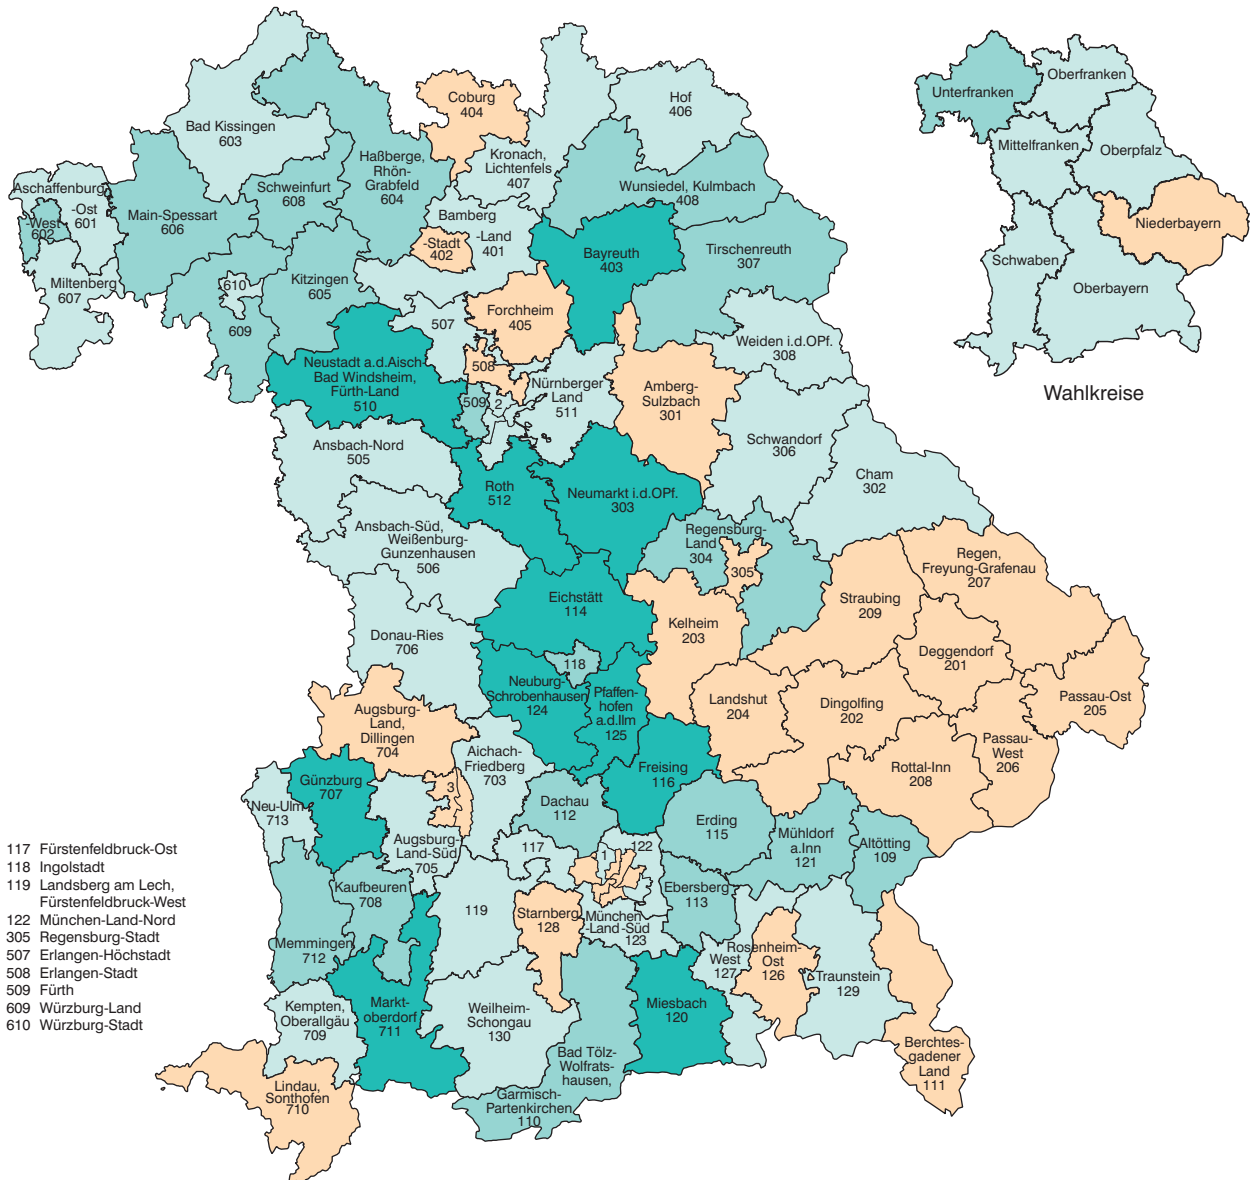 Coburg
404
Hof
406
Bad Kissingen
603
Haßberge,
Rhön-
Grabfeld
604
Kronach,
Lichtenfels
407
Aschaffenburg
-Ost
601
-West
602
Main-Spessart
606
Schweinfurt
608
Wunsiedel, Kulmbach
408
Bamberg
-Land
401
-Stadt
402
Bayreuth
403
Tirschenreuth
307
Miltenberg
607
610
Kitzingen
605
609
507
Forchheim
405
Weiden i.d.OPf.
308
Neustadt a.d.Aisch-
Bad Windsheim,
Fürth-Land
510
508
509
2
Nürnberger
Land
511
Amberg-
Sulzbach
301
Ansbach-Nord
505
Schwandorf
306
Cham
302
Roth
512
Neumarkt i.d.OPf.
303
Ansbach-Süd,
Weißenburg-
Gunzenhausen
506
Regensburg-
Land
304
305
Regen,
Freyung-Grafenau
207
Eichstätt
114
Straubing
209
Kelheim
203
Donau-Ries
706
Deggendorf
201
118
Neuburg-
Schrobenhausen
124
Pfaffen-
hofen
a.d.Ilm
125
Landshut
204
Dingolfing
202
Passau-Ost
205
Augsburg-
Land,
Dillingen
704
Aichach-
Friedberg
703
Passau-
West
206
Freising
116
Rottal-Inn
208
Günzburg
707
3
Neu-Ulm
713
Dachau
112
Erding
115
Mühldorf
a.Inn
121
Altötting
109
Augsburg-
Land-Süd
705
117
1
122
Kaufbeuren
708
Ebersberg
113
119
Starnberg
128
München
-Land-Süd
123
Memmingen
712
Rosenheim-
Ost
126
West
127
Traunstein
129
Kempten,
Oberallgäu
709
Markt-
oberdorf
711
Weilheim-
Schongau
130
Miesbach
120
Bad Tölz-
Wolfrats-
hausen,
Garmisch-
Partenkirchen
110
Berchtes-
gadener
Land
111
Lindau,
Sonthofen
710
117 Fürstenfeldbruck-Ost
118 Ingolstadt
119 Landsberg am Lech,
Fürstenfeldbruck-West
122 München-Land-Nord
305 Regensburg-Stadt
507 Erlangen-Höchstadt
508 Erlangen-Stadt
509 Fürth
609 Würzburg-Land
610 Würzburg-Stadt
Unterfranken
Oberfranken
Mittelfranken
Oberpfalz
Niederbayern
Schwaben
Oberbayern
Wahlkreise